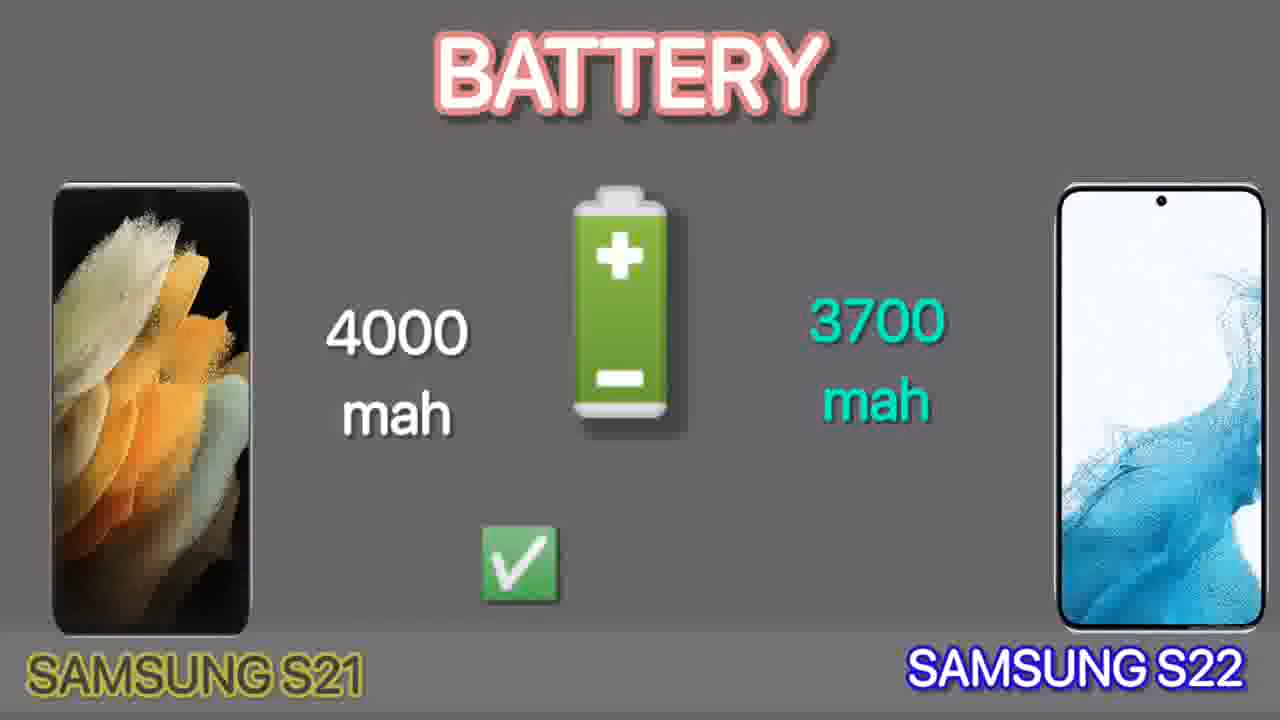 BATTERY
4000
mah
3700
mah
SAMSUNG S21
SAMSUNG S22